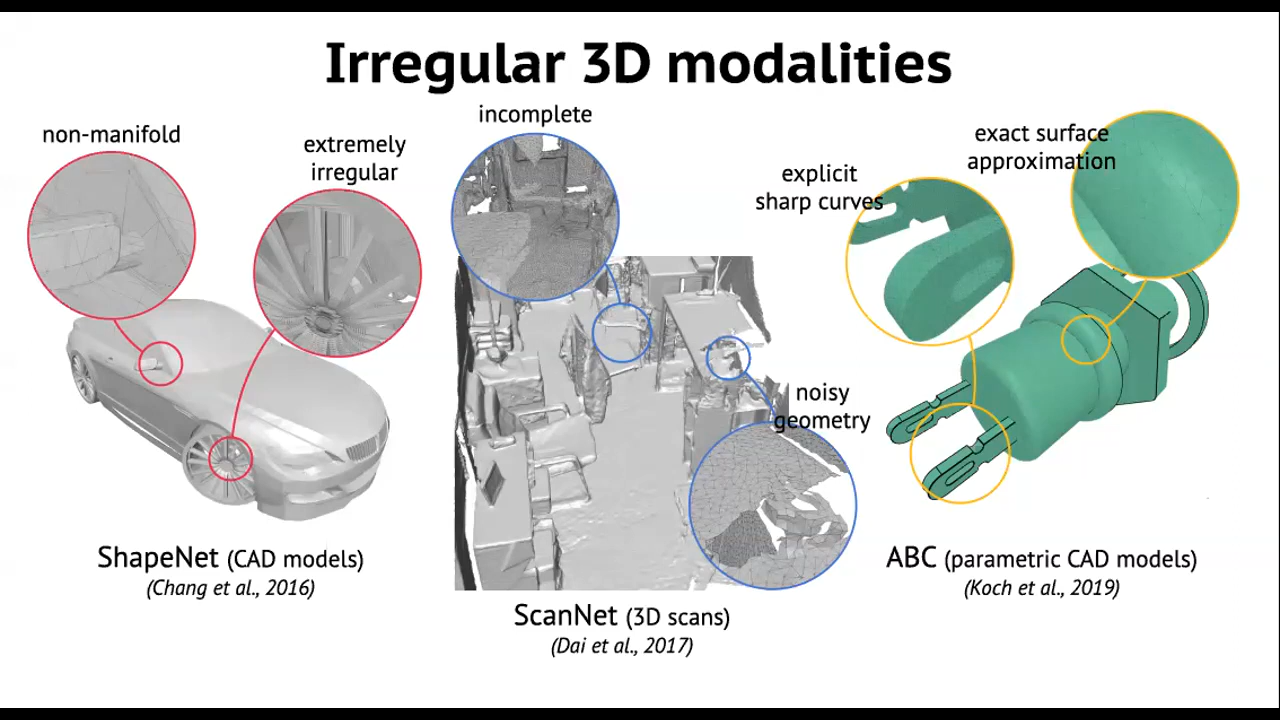 Irregular 3D modalities
non-manifold
extremely
irregular
incomplete
explicit
sharp curves
exact surface
approximation
noisy
geometry
ShapeNet (CAD models)
(Chang et al., 2016)
ScanNet (3D scans)
(Dai et al., 2017)
ABC (parametric CAD models)
(Koch et al., 2019)